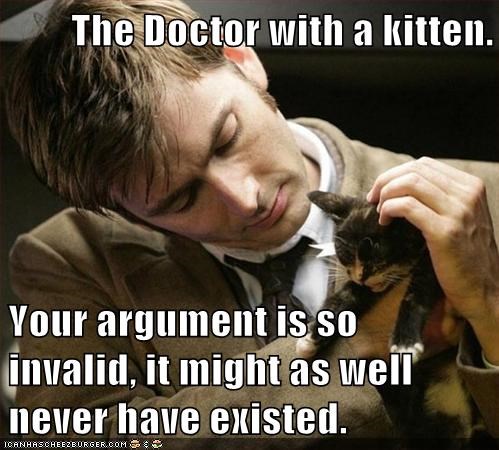 The Doctor with a kitten.
Your argument is so
invalid, it might as well
never have existed.
ICANHASCHEEZBURGER.COM